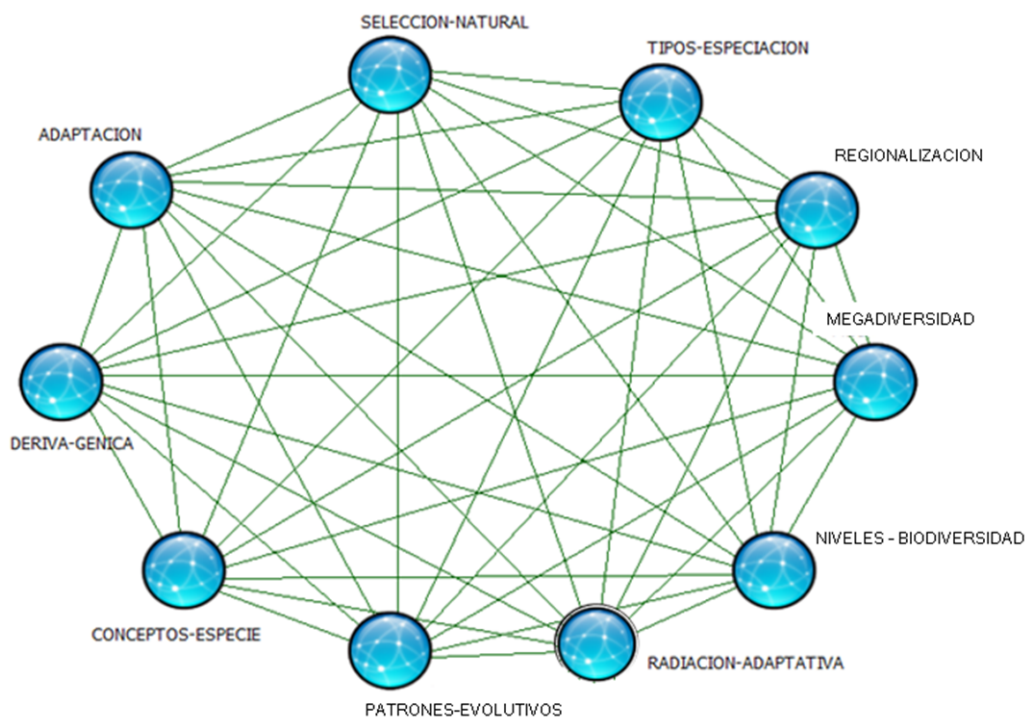 SELECCION-NATURAL
TIPOS-ESPECIACION
ADAPTACION
REGIONALIZACION
MEGADIVERSIDAD
DERIVA-GENICA
NIVELES - BIODIVERSIDAD
CONCEPTOS-ESPECIE
RADIACION-ADAPTATIVA
PATRONES-EVOLUTIVOS